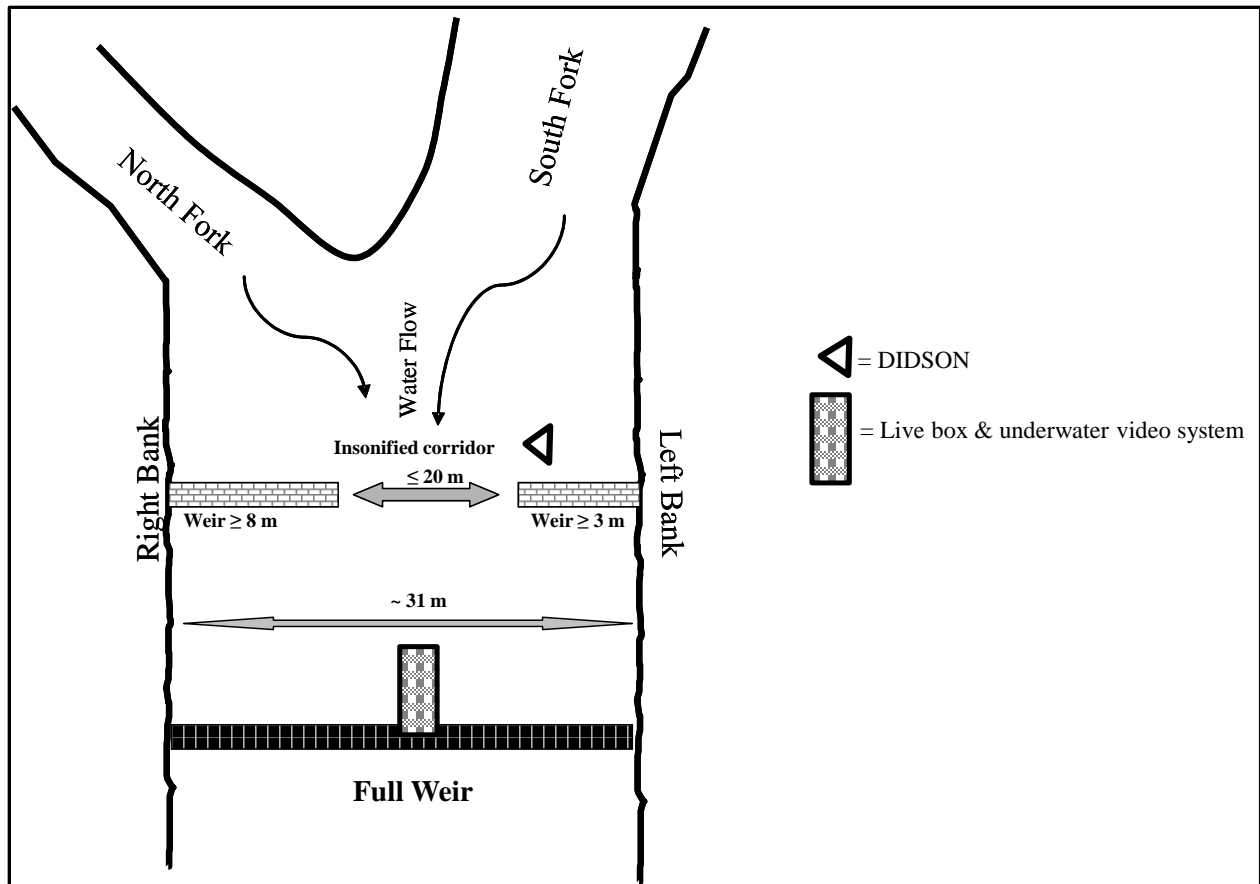 North Fork
South Fork
Water Flow
Insonified corridor
≤ 20 m
Right Bank
Left Bank
Weir ≥ 8 m
Weir ≥ 3 m
~ 31 m
Full Weir
= DIDSON
= Live box & underwater video system